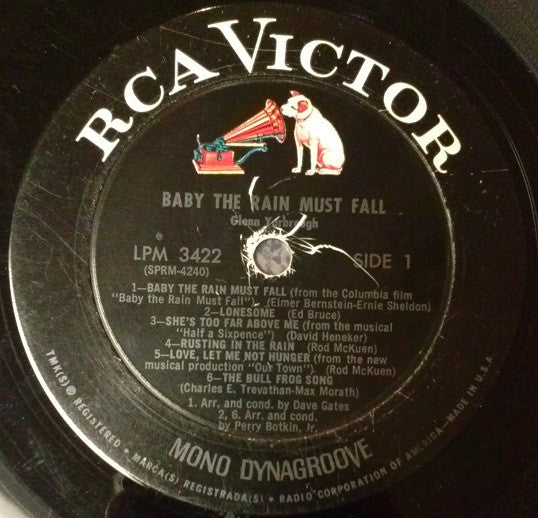 RCA VICTOR
BABY THE RAIN MUST FALL
Glenn Yarbrough
LPM 3422
(SPRM-4240)
SIDE 1
1—BABY THE RAIN MUST FALL (from the Columbia film
"Baby the Rain Must Fall"). (Elmer Bernstein-Ernie Sheldon)
2—LONESOME (Ed Bruce)
3—SHE'S TOO FAR ABOVE ME (from the musical
"Half a Sixpence") (David Heneker)
4—RUSTING IN THE RAIN (Rod McKuen)
5—LOVE, LET ME NOT HUNGER (from the new
musical production "Our Town"). (Rod McKuen)
6—THE BULL FROG SONG
(Charles E. Trevathan-Max Morath)
1. Arr. and cond. by Dave Gates
2, 6. Arr. and cond.
by Perry Botkin, Jr.
MONO DYNAGROOVE
TMK(S) ® REGISTERED • MARCA(S) REGISTRADA(S) • RADIO CORPORATION OF AMERICA—MADE IN U.S.A.